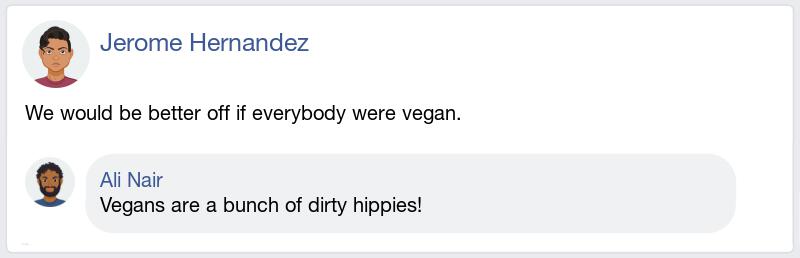 Jerome Hernandez
We would be better off if everybody were vegan.
Ali Nair
Vegans are a bunch of dirty hippies!